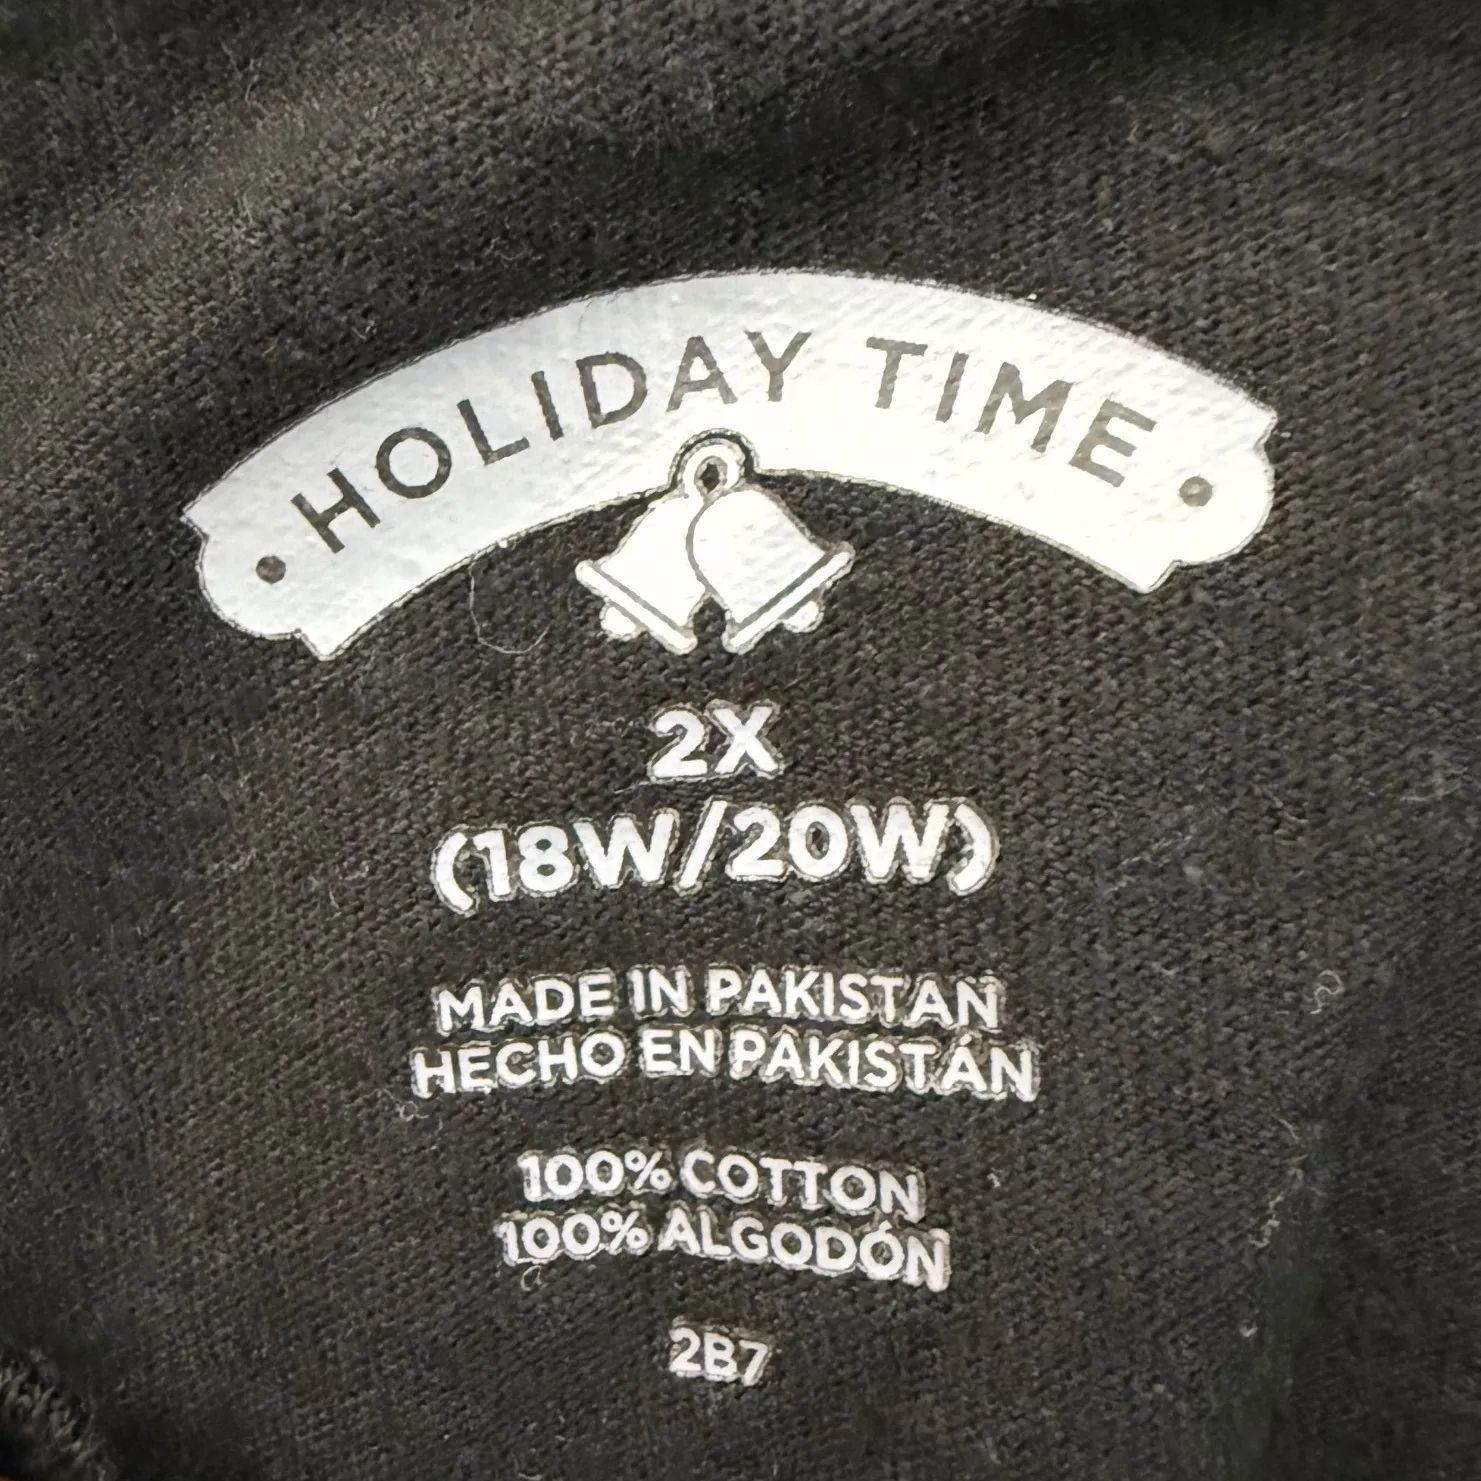 • HOLIDAY TIME •
2X
(18W/20W)
MADE IN PAKISTAN
HECHO EN PAKISTÁN
100% COTTON
100% ALGODÓN
2B7